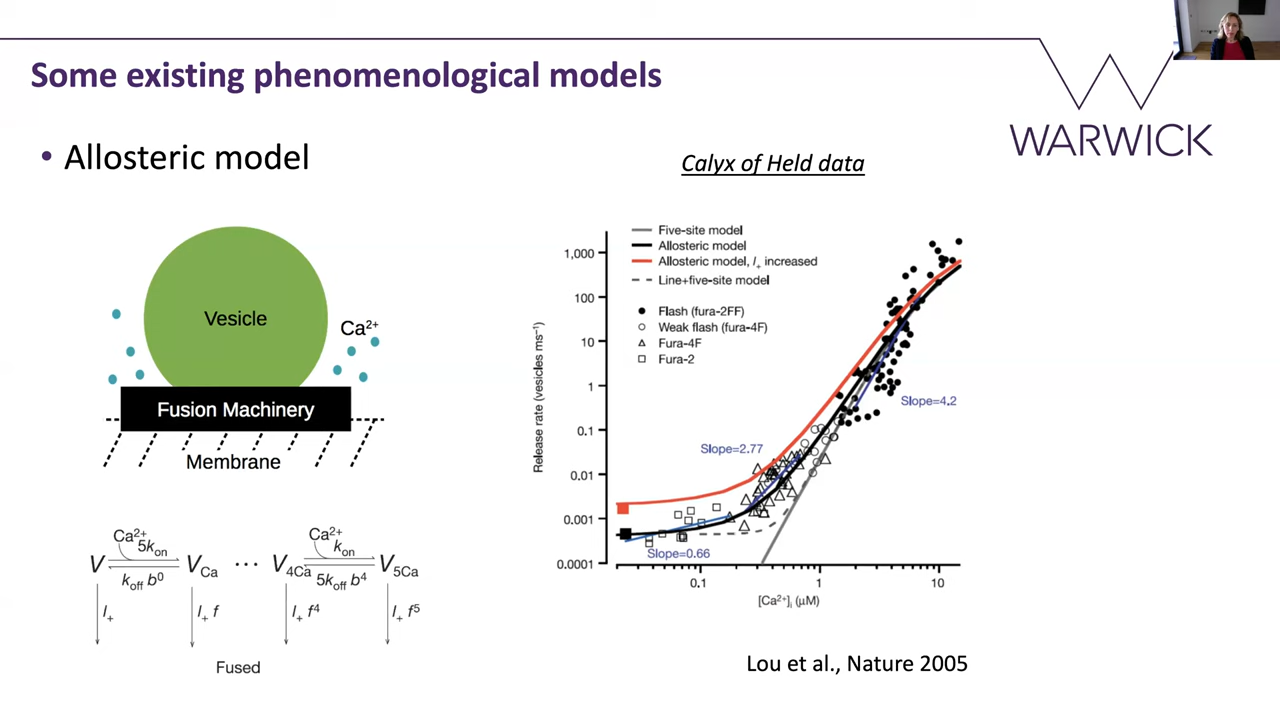 Some existing phenomenological models
WARWICK
• Allosteric model
Calyx of Held data
Vesicle
Ca²⁺
Fusion Machinery
Membrane
Ca²⁺ 5kon Ca²⁺ kon
V VCa ··· V4Ca V5Ca
koff b⁰ 5koff b⁴
l₊ l₊ f l₊ f⁴ l₊ f⁵
Fused
Five-site model
Allosteric model
Allosteric model, l₊ increased
Line+five-site model
Flash (fura-2FF)
Weak flash (fura-4F)
Fura-4F
Fura-2
Release rate (vesicles ms⁻¹)
1,000
100
10
1
0.1
0.01
0.001
0.0001
Slope=4.2
Slope=2.77
Slope=0.66
0.1 1 10
[Ca²⁺]i (μM)
Lou et al., Nature 2005